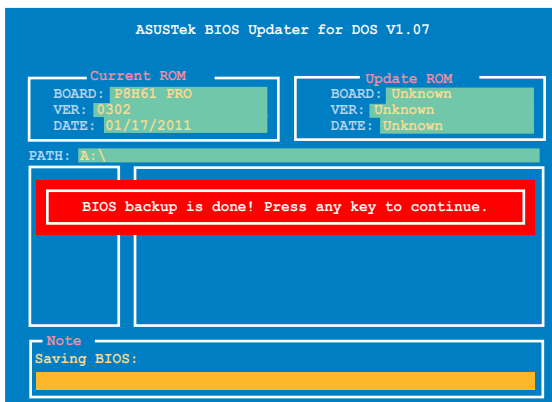 ASUSTek BIOS Updater for DOS V1.07
Current ROM
BOARD: P8H61 PRO
VER: 0302
DATE: 01/17/2011
Update ROM
BOARD: Unknown
VER: Unknown
DATE: Unknown
PATH: A:\
BIOS backup is done! Press any key to continue.
Note
Saving BIOS: